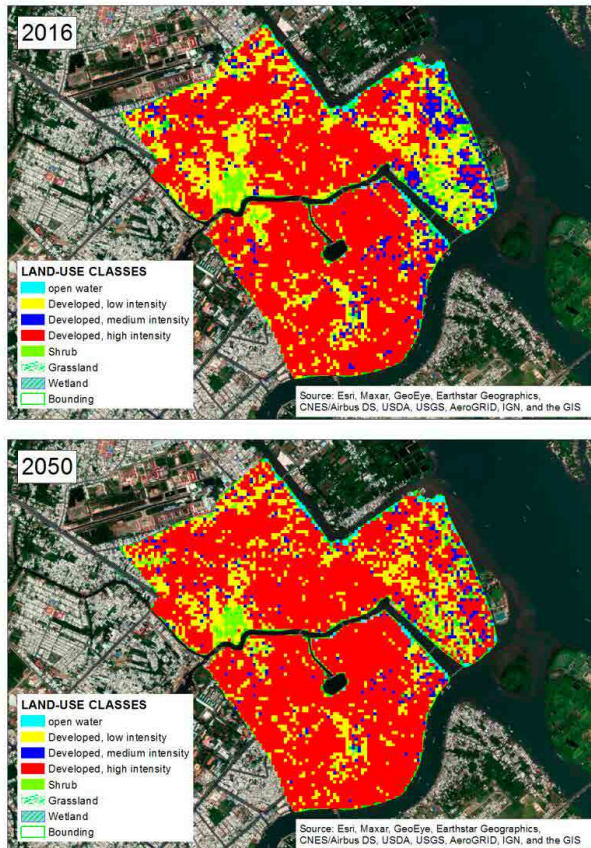 2016
LAND-USE CLASSES
open water
Developed, low intensity
Developed, medium intensity
Developed, high intensity
Shrub
Grassland
Wetland
Bounding
Source: Esri, Maxar, GeoEye, Earthstar Geographics,
CNES/Airbus DS, USDA, USGS, AeroGRID, IGN, and the GIS
2050
LAND-USE CLASSES
open water
Developed, low intensity
Developed, medium intensity
Developed, high intensity
Shrub
Grassland
Wetland
Bounding
Source: Esri, Maxar, GeoEye, Earthstar Geographics,
CNES/Airbus DS, USDA, USGS, AeroGRID, IGN, and the GIS